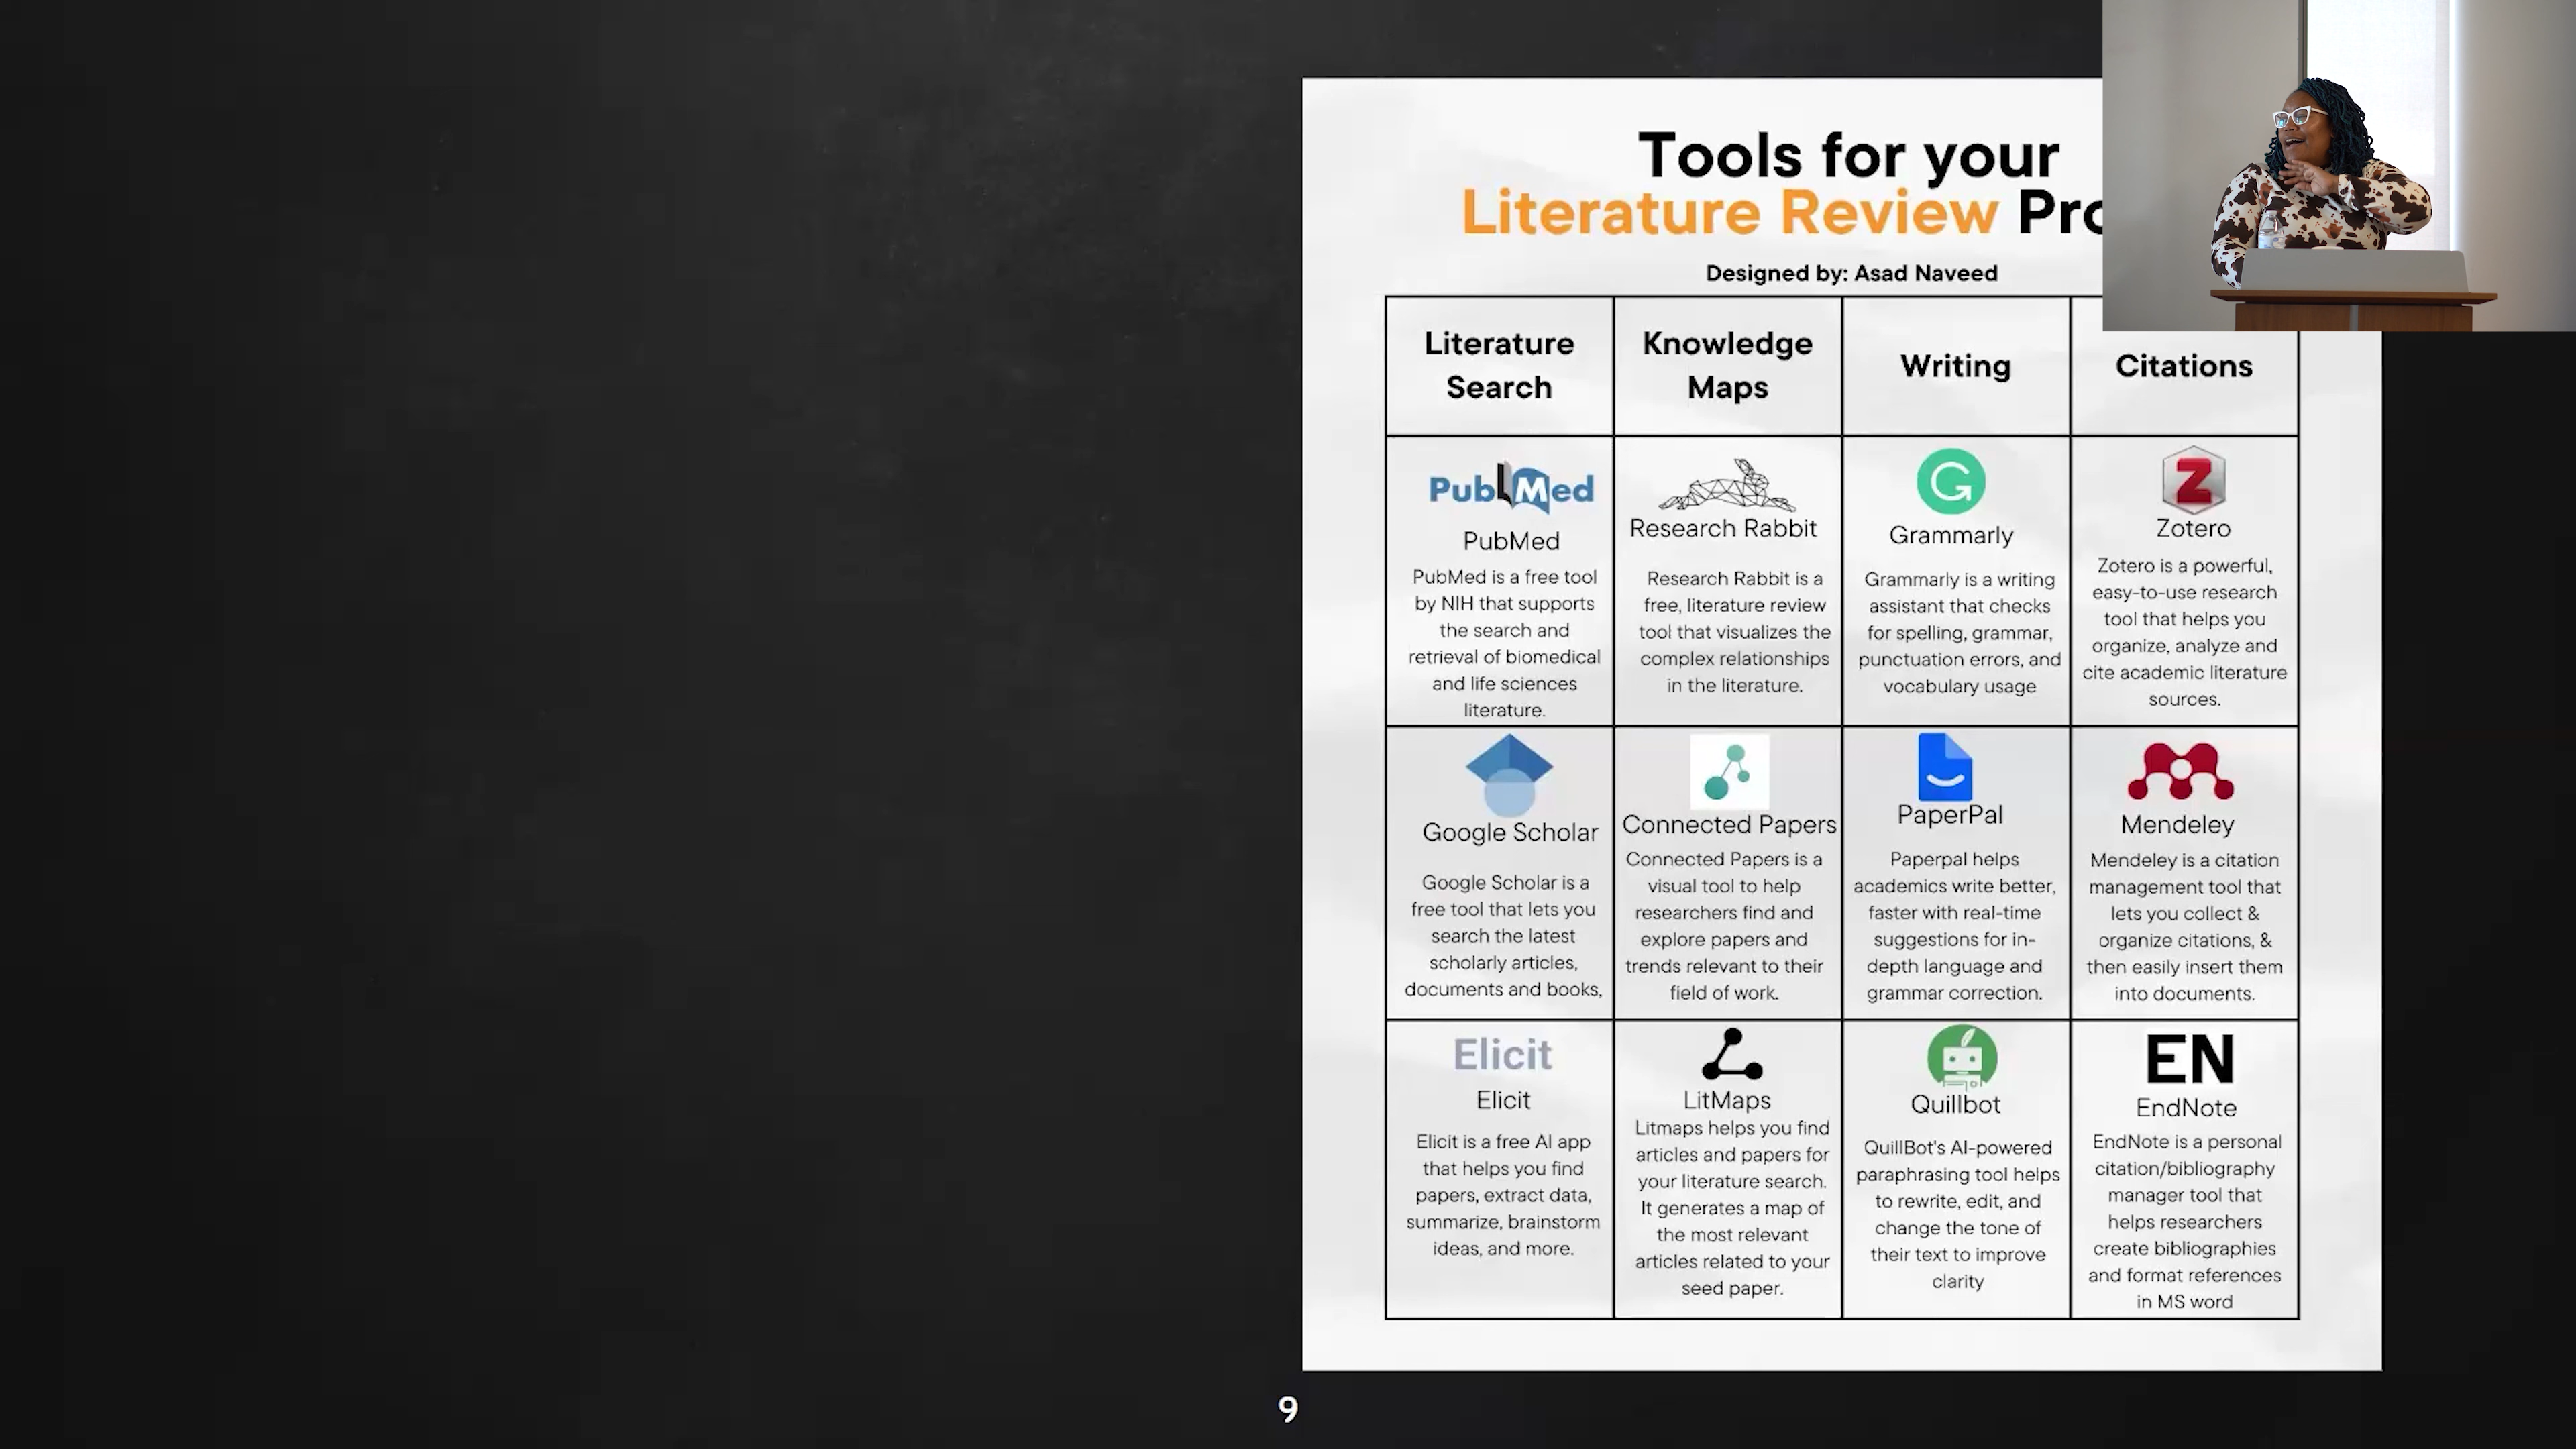 Tools for your
Literature Review
Designed by: Asad Naveed
Literature
Search
Knowledge
Maps
Writing
Citations
PubMed
PubMed
PubMed is a free tool
by NIH that supports
the search and
retrieval of biomedical
and life sciences
literature.
Research Rabbit
Research Rabbit is a
free, literature review
tool that visualizes the
complex relationships
in the literature.
G
Grammarly
Grammarly is a writing
assistant that checks
for spelling, grammar,
punctuation errors, and
vocabulary usage
Z
Zotero
Zotero is a powerful,
easy-to-use research
tool that helps you
organize, analyze and
cite academic literature
sources.
Google Scholar
Google Scholar is a
free tool that lets you
search the latest
scholarly articles,
documents and books,
Connected Papers
Connected Papers is a
visual tool to help
researchers find and
explore papers and
trends relevant to their
field of work.
PaperPal
Paperpal helps
academics write better,
faster with real-time
suggestions for in-
depth language and
grammar correction.
Mendeley
Mendeley is a citation
management tool that
lets you collect &
organize citations, &
then easily insert them
into documents.
Elicit
Elicit
Elicit is a free AI app
that helps you find
papers, extract data,
summarize, brainstorm
ideas, and more.
LitMaps
Litmaps helps you find
articles and papers for
your literature search.
It generates a map of
the most relevant
articles related to your
seed paper.
Quillbot
QuillBot's AI-powered
paraphrasing tool helps
to rewrite, edit, and
change the tone of
their text to improve
clarity
EN
EndNote
EndNote is a personal
citation/bibliography
manager tool that
helps researchers
create bibliographies
and format references
in MS word
9